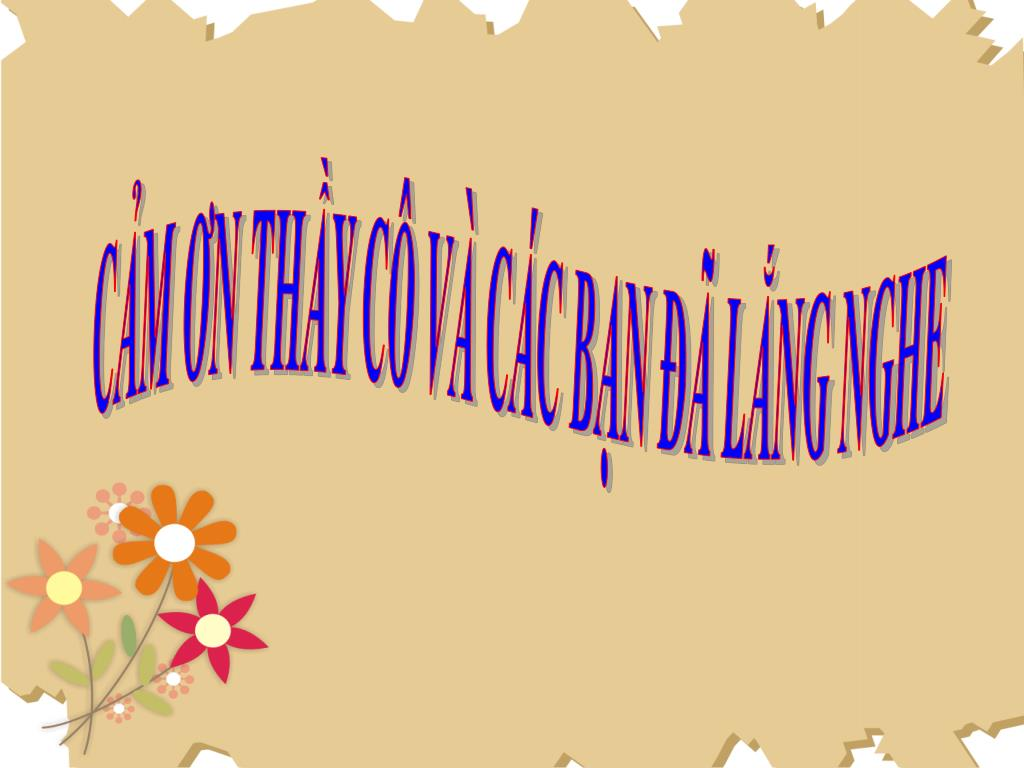 CẢM ƠN THẦY CÔ VÀ CÁC BẠN ĐÃ LẮNG NGHE